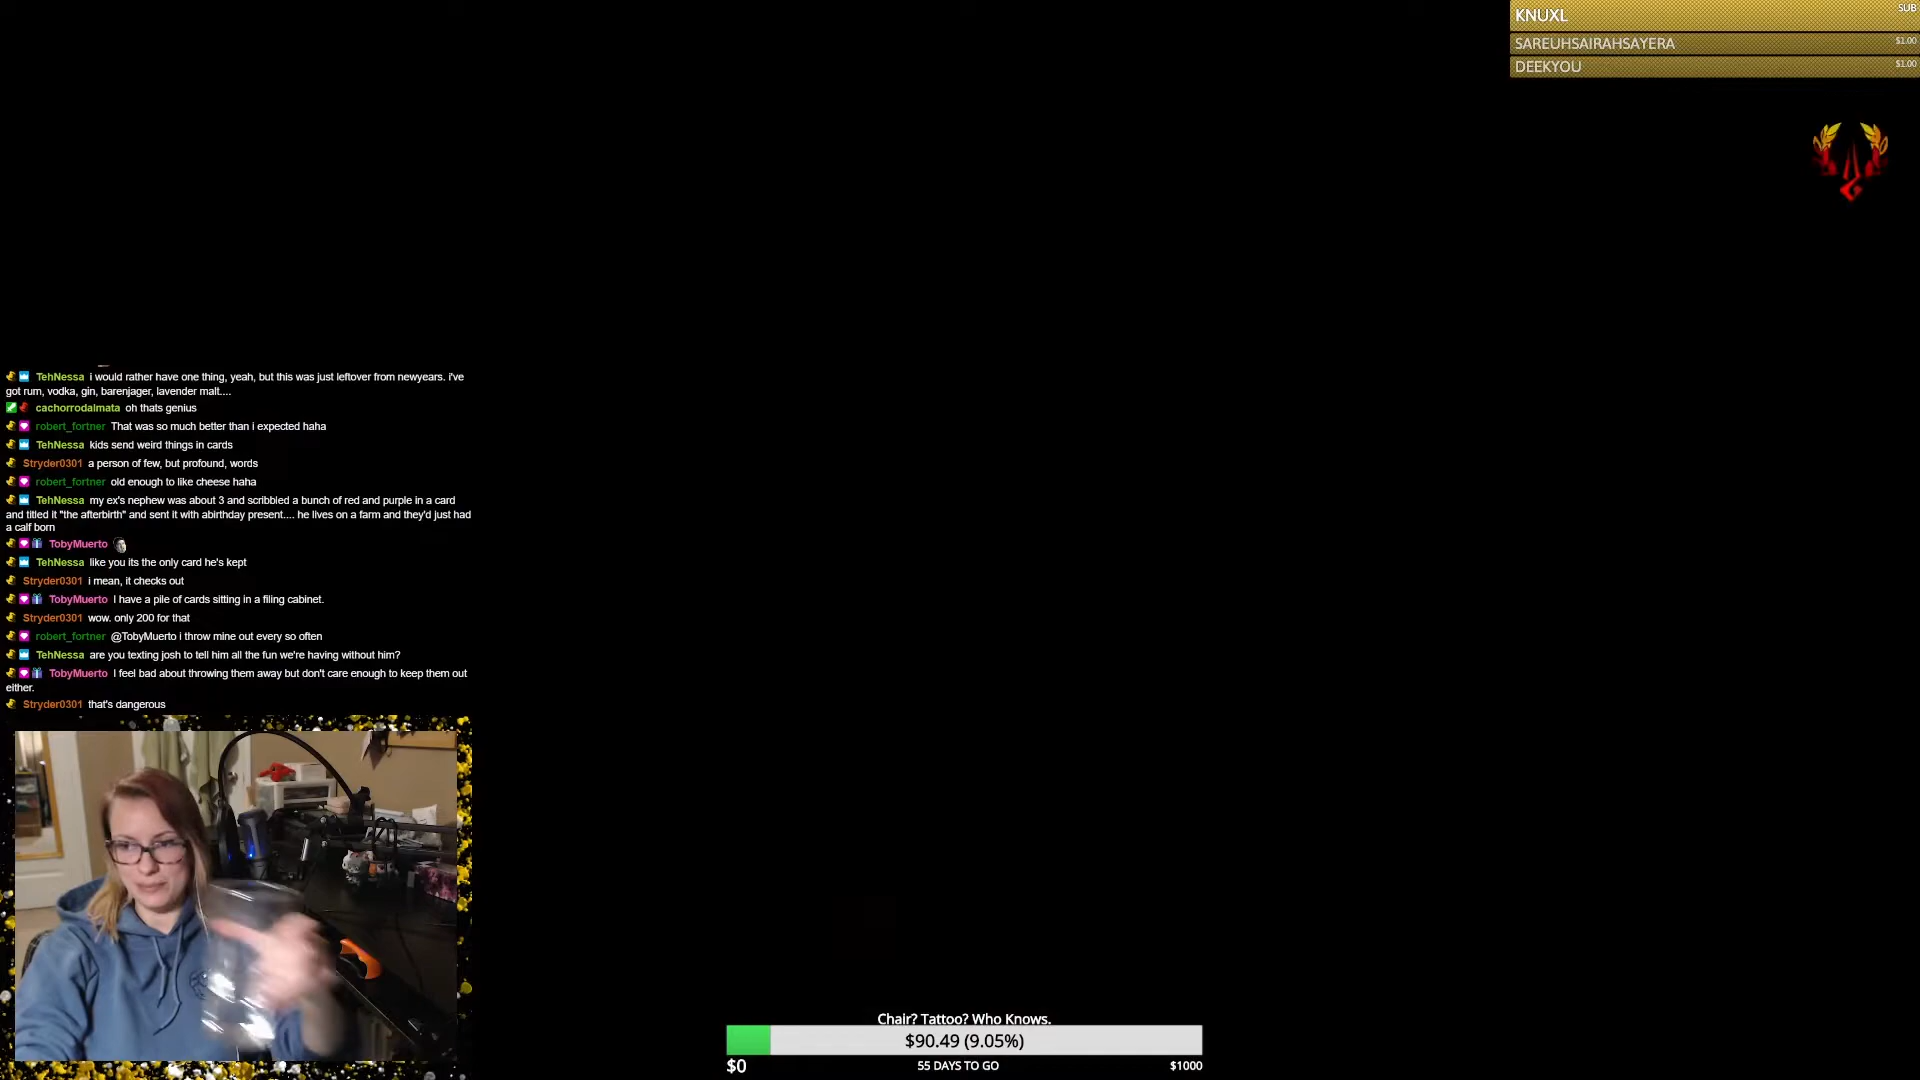 KNUXL SUB
SAREUHSAIRAHSAYERA $1.00
DEEKYOU $1.00
TehNessa i would rather have one thing, yeah, but this was just leftover from newyears. i've
got rum, vodka, gin, barenjager, lavender malt....
cachorrodalmata oh thats genius
robert_fortner That was so much better than i expected haha
TehNessa kids send weird things in cards
Stryder0301 a person of few, but profound, words
robert_fortner old enough to like cheese haha
TehNessa my ex's nephew was about 3 and scribbled a bunch of red and purple in a card
and titled it "the afterbirth" and sent it with abirthday present.... he lives on a farm and they'd just had
a calf born
TobyMuerto
TehNessa like you its the only card he's kept
Stryder0301 i mean, it checks out
TobyMuerto I have a pile of cards sitting in a filing cabinet.
Stryder0301 wow. only 200 for that
robert_fortner @TobyMuerto i throw mine out every so often
TehNessa are you texting josh to tell him all the fun we're having without him?
TobyMuerto I feel bad about throwing them away but don't care enough to keep them out
either.
Stryder0301 that's dangerous
Chair? Tattoo? Who Knows.
$90.49 (9.05%)
$0 55 DAYS TO GO $1000